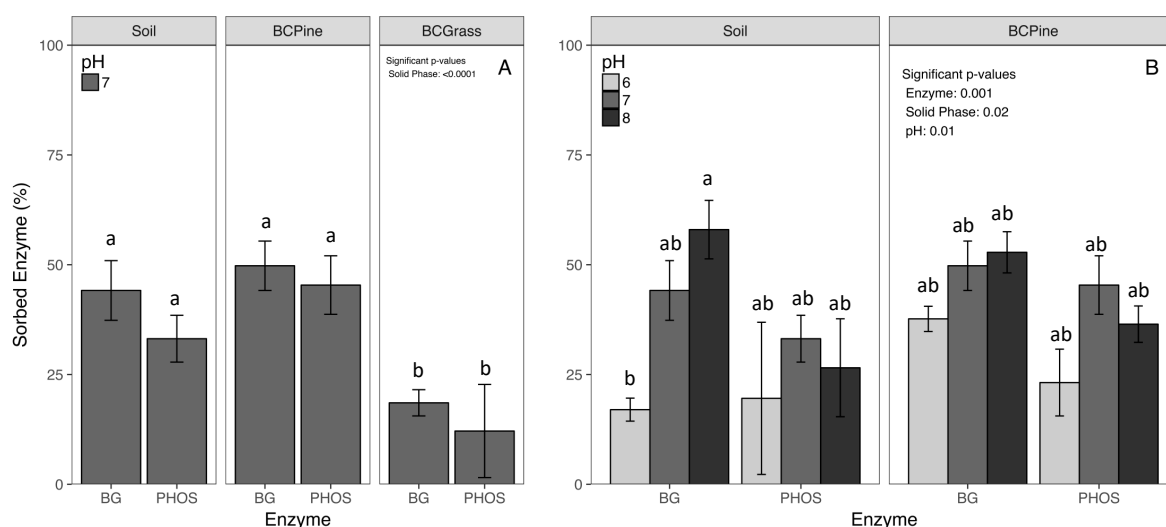 Soil
BCPine
BCGrass
100
75
50
25
0
Sorbed Enzyme (%)
pH
7
Significant p-values
Solid Phase: <0.0001
A
a
a
a
a
b
b
BG
PHOS
BG
PHOS
BG
PHOS
Enzyme
Soil
BCPine
100
75
50
25
0
pH
6
7
8
B
Significant p-values
Enzyme: 0.001
Solid Phase: 0.02
pH: 0.01
b
ab
a
ab
ab
ab
ab
ab
ab
ab
ab
ab
BG
PHOS
BG
PHOS
Enzyme